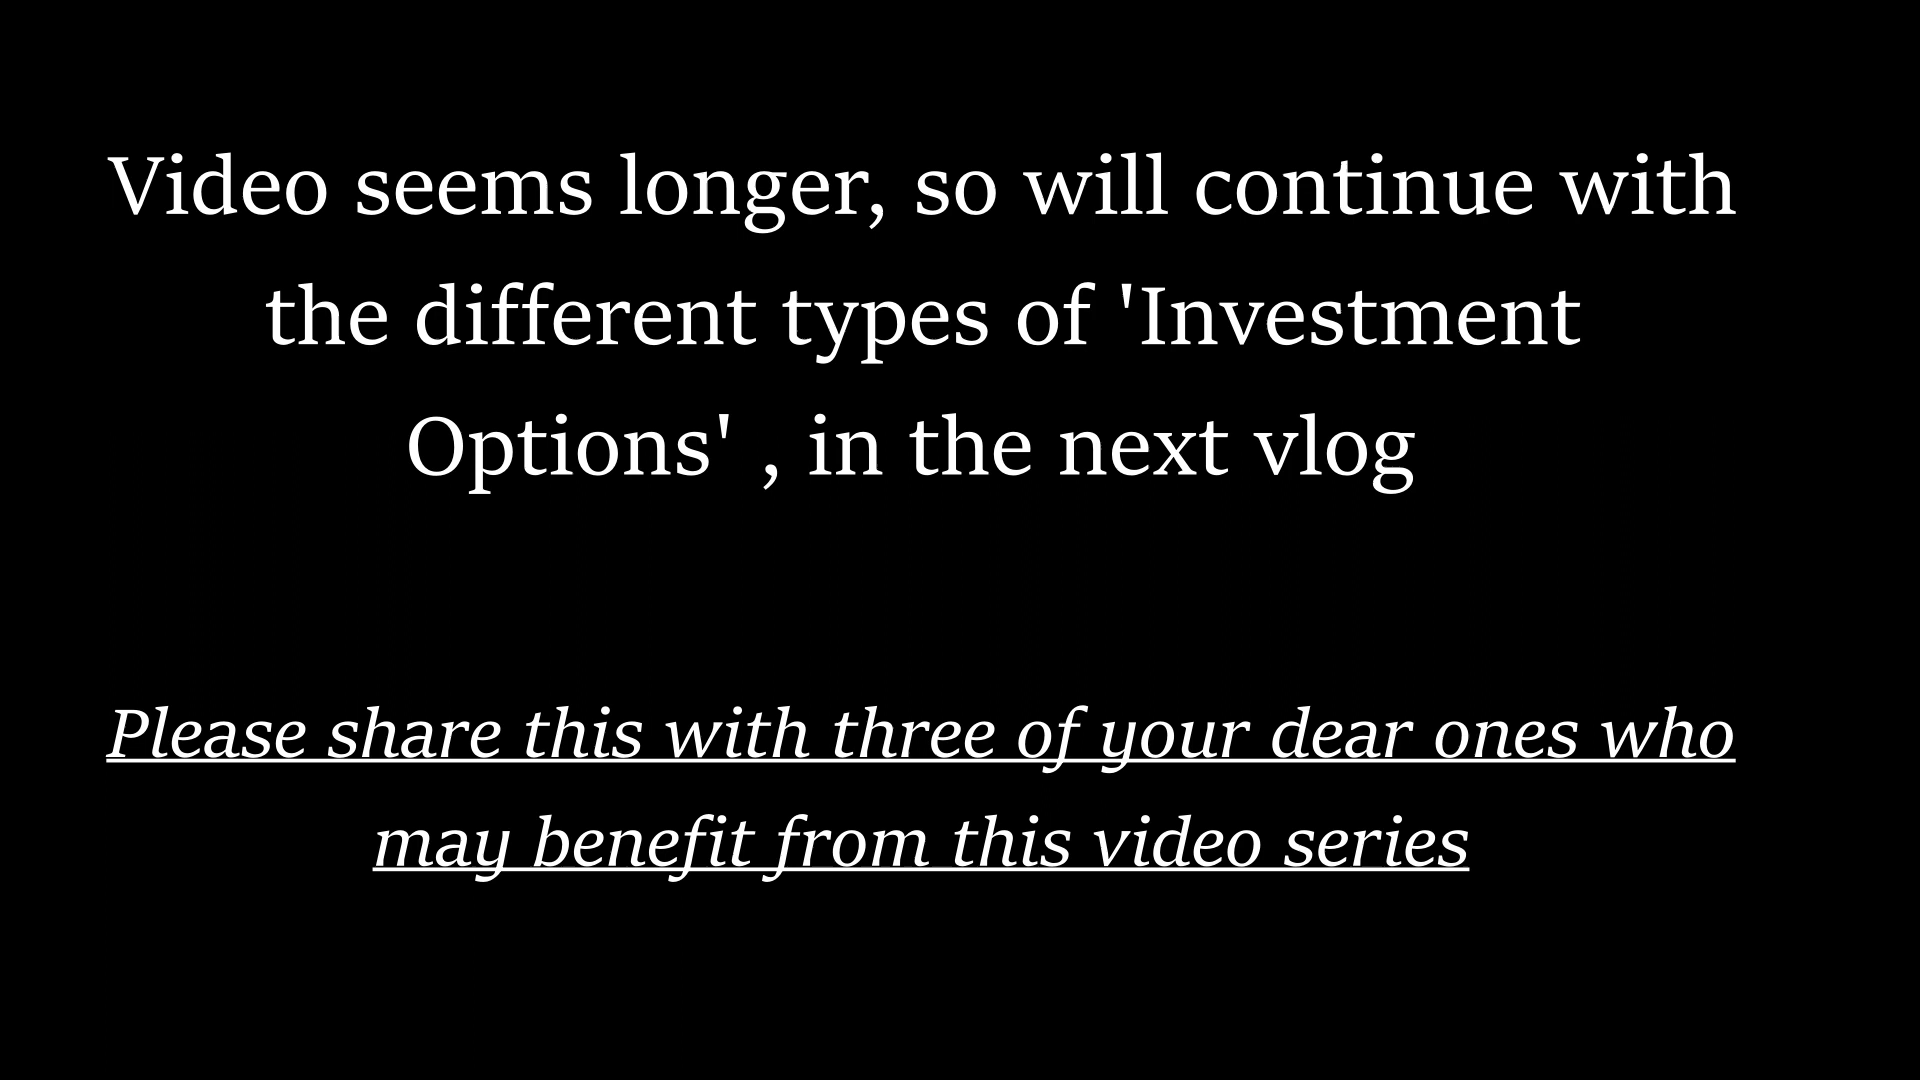 Video seems longer, so will continue with
the different types of 'Investment
Options' , in the next vlog
Please share this with three of your dear ones who
may benefit from this video series